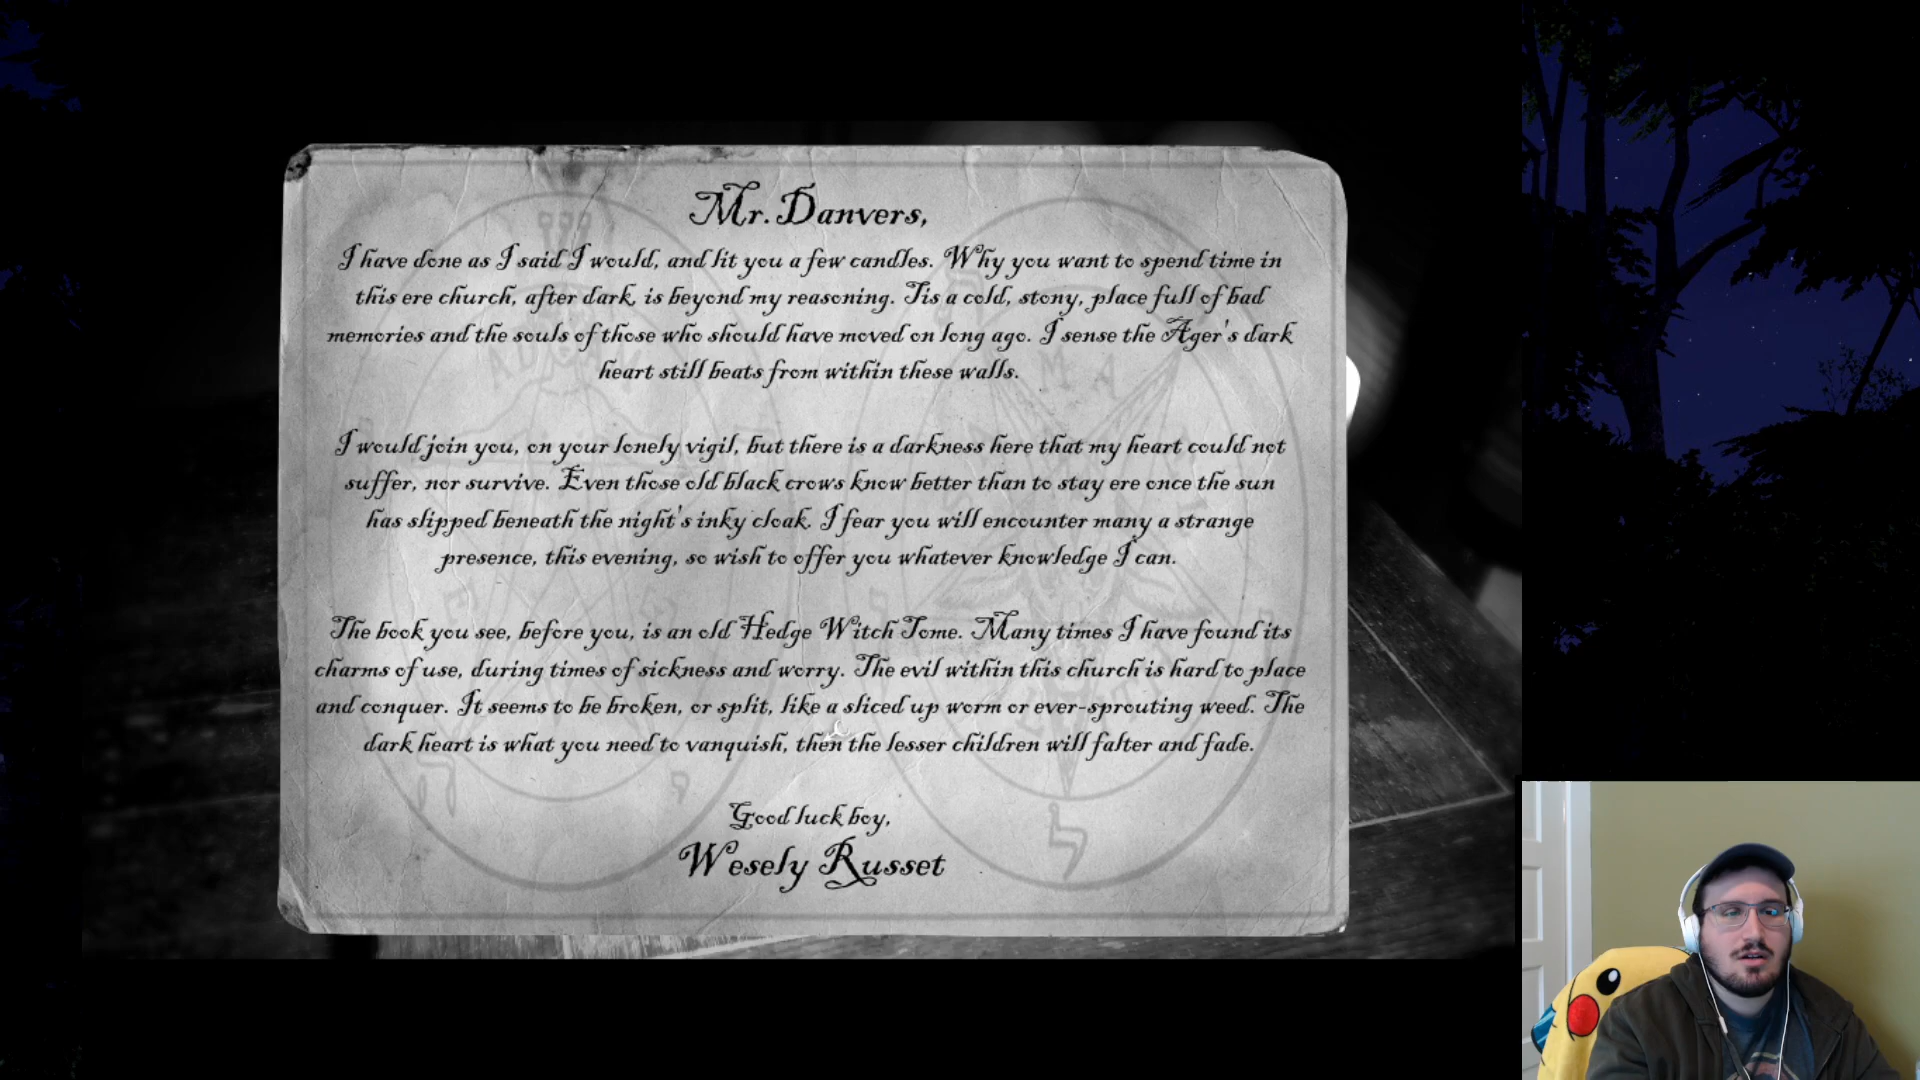 Mr. Danvers,
I have done as I said I would, and lit you a few candles. Why you want to spend time in
this ere church, after dark, is beyond my reasoning. Tis a cold, stony, place full of bad
memories and the souls of those who should have moved on long ago. I sense the Ager's dark
heart still beats from within these walls.
I would join you, on your lonely vigil, but there is a darkness here that my heart could not
suffer, nor survive. Even those old black crows know better than to stay ere once the sun
has slipped beneath the night's inky cloak. I fear you will encounter many a strange
presence, this evening, so wish to offer you whatever knowledge I can.
The book you see, before you, is an old Hedge Witch Tome. Many times I have found its
charms of use, during times of sickness and worry. The evil within this church is hard to place
and conquer. It seems to be broken, or split, like a sliced up worm or ever-sprouting weed. The
dark heart is what you need to vanquish, then the lesser children will falter and fade.
Good luck boy,
Wesely Russet